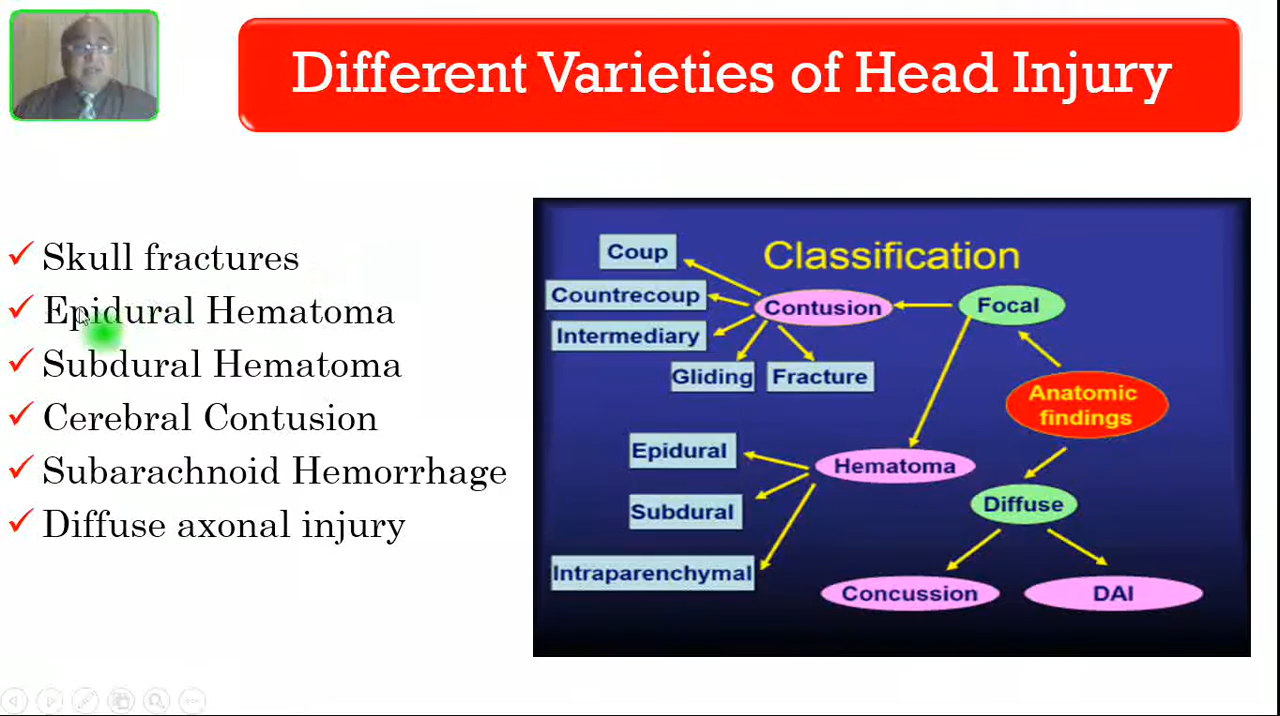 Different Varieties of Head Injury
Skull fractures
Epidural Hematoma
Subdural Hematoma
Cerebral Contusion
Subarachnoid Hemorrhage
Diffuse axonal injury
Classification
Coup
Countrecoup
Intermediary
Gliding
Fracture
Contusion
Focal
Anatomic
findings
Epidural
Subdural
Intraparenchymal
Hematoma
Diffuse
Concussion
DAI